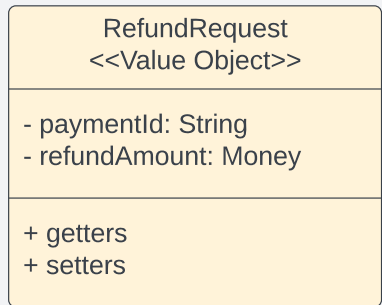 RefundRequest
<<Value Object>>
- paymentId: String
- refundAmount: Money
+ getters
+ setters